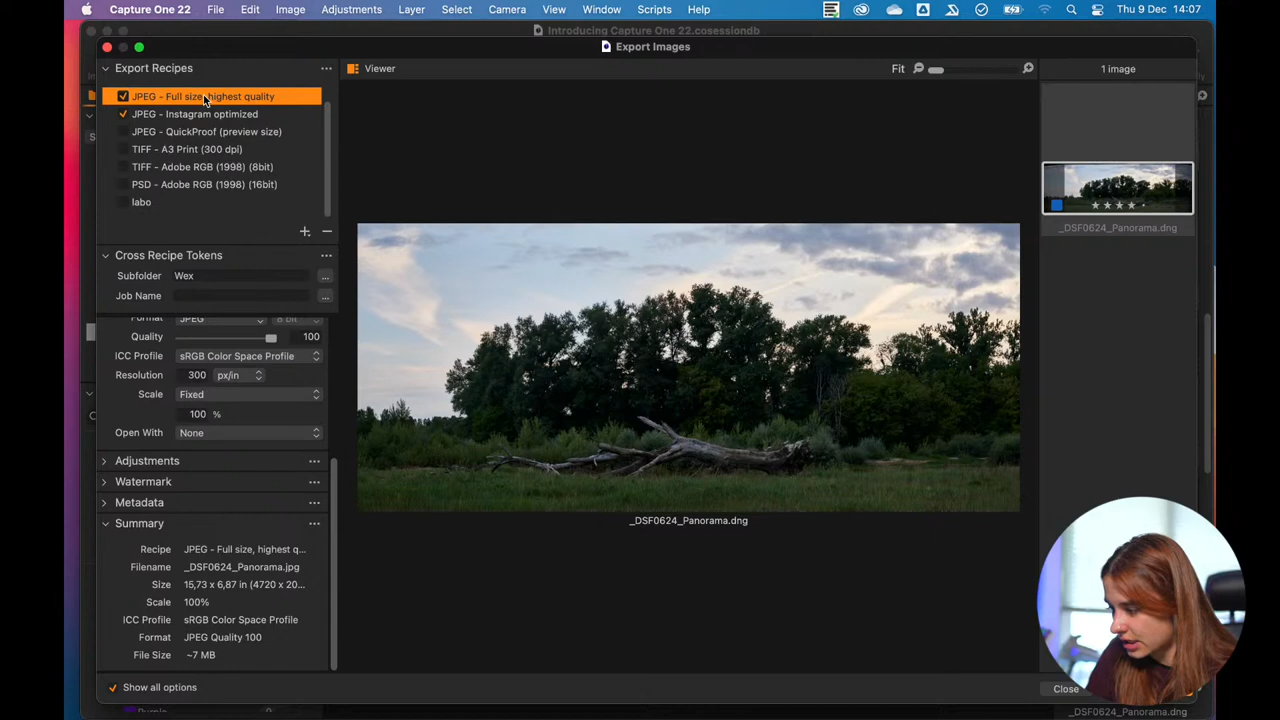 Capture One 22 File Edit Image Adjustments Layer Select Camera View Window Scripts Help Thu 9 Dec 14:07
Introducing Capture One 22.cosessiondb
Export Images
Export Recipes
JPEG - Full size, highest quality
JPEG - Instagram optimized
JPEG - QuickProof (preview size)
TIFF - A3 Print (300 dpi)
TIFF - Adobe RGB (1998) (8bit)
PSD - Adobe RGB (1998) (16bit)
labo
Cross Recipe Tokens
Subfolder Wex
Job Name
Format JPEG 8 bit
Quality 100
ICC Profile sRGB Color Space Profile
Resolution 300 px/in
Scale Fixed
100 %
Open With None
Adjustments
Watermark
Metadata
Summary
Recipe JPEG - Full size, highest q...
Filename _DSF0624_Panorama.jpg
Size 15,73 x 6,87 in (4720 x 20...
Scale 100%
ICC Profile sRGB Color Space Profile
Format JPEG Quality 100
File Size ~7 MB
Show all options
Viewer
Fit
_DSF0624_Panorama.dng
1 image
_DSF0624_Panorama.dng
Close
Purple
_DSF0624_Panorama.dng